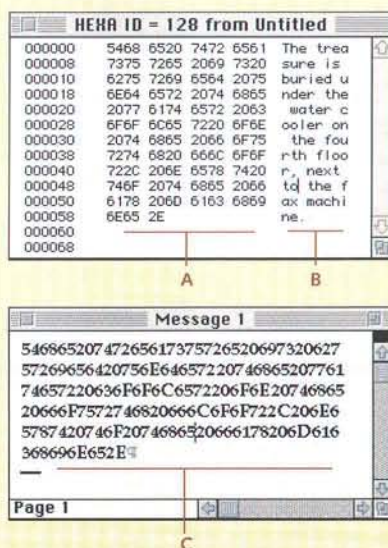 HEXA ID = 128 from Untitled
000000 5468 6520 7472 6561 The trea
000008 7375 7265 2069 7320 sure is
000010 6275 7269 6564 2075 buried u
000018 6E64 6572 2074 6865 nder the
000020 2077 6174 6572 2063 water c
000028 6F6F 6C65 7220 6F6E ooler on
000030 2074 6865 2066 6F75 the fou
000038 7274 6820 666C 6F6F rth floo
000040 722C 206E 6578 7420 r, next
000048 746F 2074 6865 2066 to the f
000050 6178 206D 6163 6869 ax machi
000058 6E65 2E ne.
000060
000068
A B
Message 1
54686520747265617375726520697320627
57269656420756E64657220746865207761
74657220636F6F6C6572206F6E20746865
20666F7572746820666C6F6F722C206E6
5787420746F2074686520666178206D616
368696E652E¶
Page 1
C